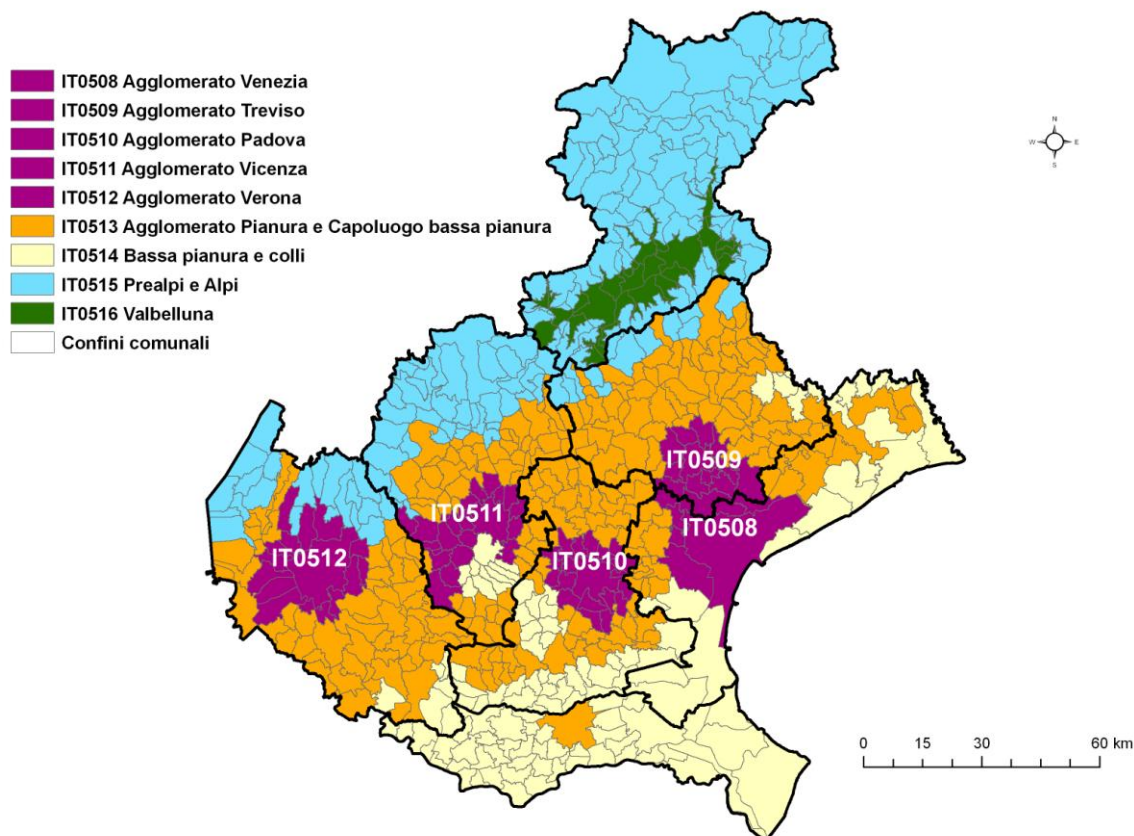 IT0508 Agglomerato Venezia
IT0509 Agglomerato Treviso
IT0510 Agglomerato Padova
IT0511 Agglomerato Vicenza
IT0512 Agglomerato Verona
IT0513 Agglomerato Pianura e Capoluogo bassa pianura
IT0514 Bassa pianura e colli
IT0515 Prealpi e Alpi
IT0516 Valbelluna
Confini comunali
N
W E
S
IT0509
IT0511
IT0508
IT0512
IT0510
0 15 30 60 km